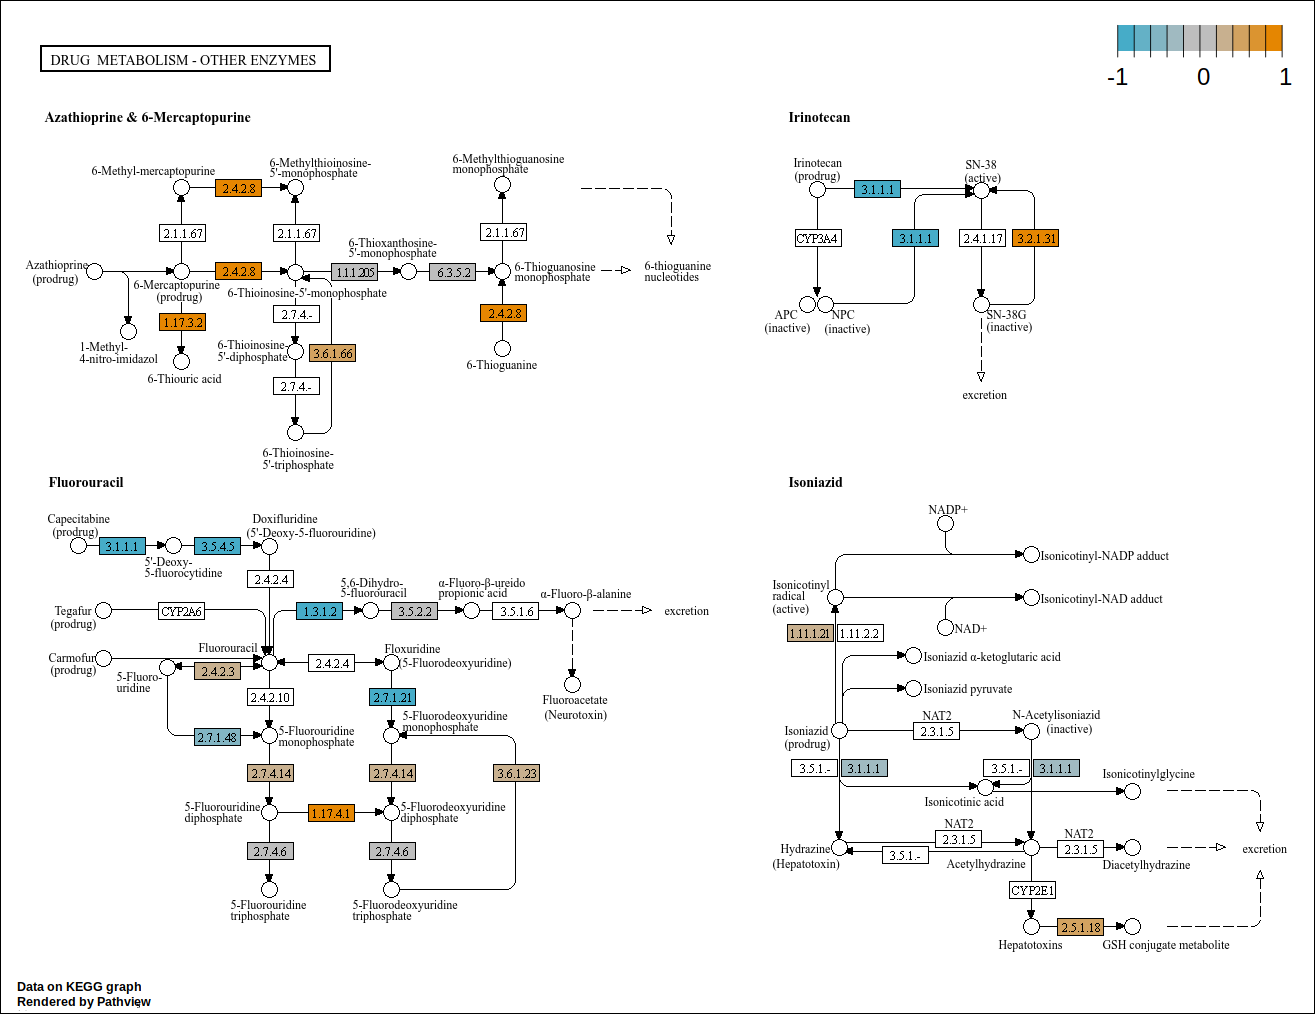 DRUG METABOLISM - OTHER ENZYMES
-1 0 1
Azathioprine & 6-Mercaptopurine
6-Methyl-mercaptopurine
2.4.2.8
6-Methylthioinosine-
5'-monophosphate
6-Methylthioguanosine
monophosphate
2.1.1.67
2.1.1.67
2.1.1.67
6-Thioxanthosine-
5'-monophosphate
Azathioprine
(prodrug)
2.4.2.8
1.1.1.205
6.3.5.2
6-Mercaptopurine
(prodrug)
6-Thioinosine-5'-monophosphate
6-Thioguanosine
monophosphate
6-thioguanine
nucleotides
1.17.3.2
2.7.4.-
2.4.2.8
1-Methyl-
4-nitro-imidazol
6-Thioinosine-
5'-diphosphate
3.6.1.66
6-Thioguanine
6-Thiouric acid
2.7.4.-
6-Thioinosine-
5'-triphosphate
Irinotecan
Irinotecan
(prodrug)
3.1.1.1
SN-38
(active)
CYP3A4
3.1.1.1
2.4.1.17
3.2.1.31
APC
(inactive)
NPC
(inactive)
SN-38G
(inactive)
excretion
Fluorouracil
Capecitabine
(prodrug)
3.1.1.1
3.5.4.5
Doxifluridine
(5'-Deoxy-5-fluorouridine)
5'-Deoxy-
5-fluorocytidine
2.4.2.4
Tegafur
(prodrug)
CYP2A6
1.3.1.2
5,6-Dihydro-
5-fluorouracil
3.5.2.2
α-Fluoro-β-ureido
propionic acid
3.5.1.6
α-Fluoro-β-alanine
excretion
Carmofur
(prodrug)
Fluorouracil
5-Fluoro-
uridine
2.4.2.3
2.4.2.4
Floxuridine
(5-Fluorodeoxyuridine)
Fluoroacetate
(Neurotoxin)
2.4.2.10
2.7.1.21
2.7.1.48
5-Fluorouridine
monophosphate
5-Fluorodeoxyuridine
monophosphate
2.7.4.14
2.7.4.14
3.6.1.23
5-Fluorouridine
diphosphate
1.17.4.1
5-Fluorodeoxyuridine
diphosphate
2.7.4.6
2.7.4.6
5-Fluorouridine
triphosphate
5-Fluorodeoxyuridine
triphosphate
Isoniazid
NADP+
Isonicotinyl-NADP adduct
Isonicotinyl
radical
(active)
Isonicotinyl-NAD adduct
NAD+
1.11.1.21
1.11.2.2
Isoniazid α-ketoglutaric acid
Isoniazid pyruvate
Isoniazid
(prodrug)
NAT2
2.3.1.5
N-Acetylisoniazid
(inactive)
3.5.1.-
3.1.1.1
3.5.1.-
3.1.1.1
Isonicotinylglycine
Isonicotinic acid
Hydrazine
(Hepatotoxin)
NAT2
2.3.1.5
3.5.1.-
Acetylhydrazine
NAT2
2.3.1.5
Diacetylhydrazine
excretion
CYP2E1
Hepatotoxins
2.5.1.18
GSH conjugate metabolite
Data on KEGG graph
Rendered by Pathview